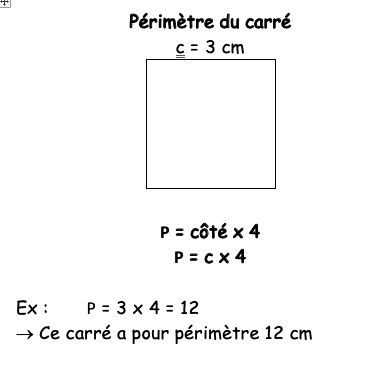 Périmètre du carré
c = 3 cm
P = côté x 4
P = c x 4
Ex : P = 3 x 4 = 12
→ Ce carré a pour périmètre 12 cm